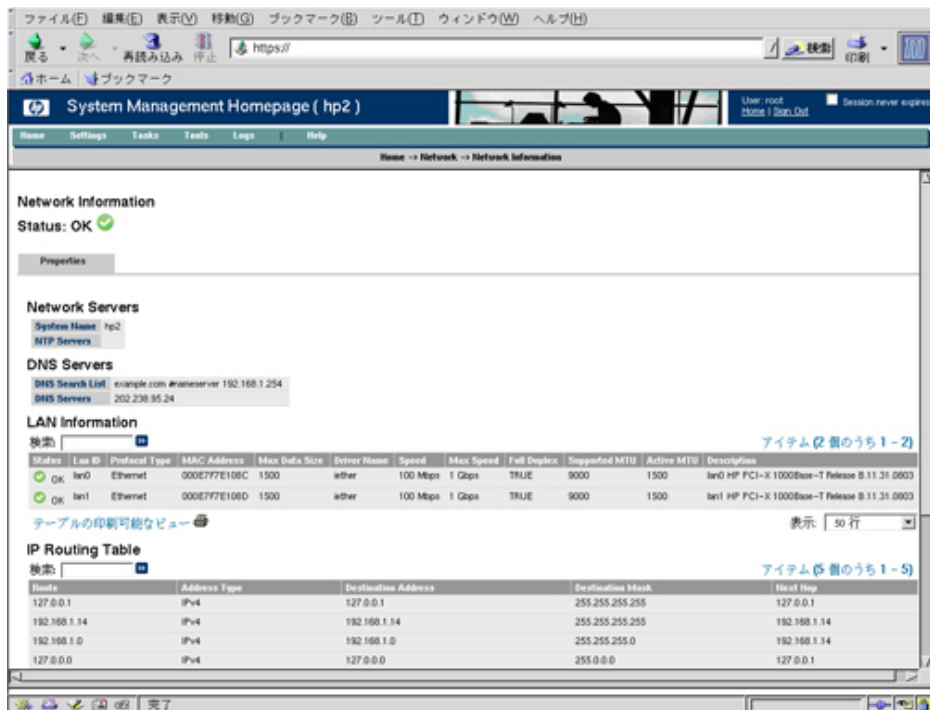 ファイル(F) 編集(E) 表示(V) 移動(G) ブックマーク(B) ツール(T) ウィンドウ(W) ヘルプ(H)
戻る 次へ 再読み込み 停止 https:// 検索 印刷
ホーム ブックマーク
hp System Management Homepage ( hp2 ) User: root
Home | Sign Out Session never expires
Home Settings Tasks Tools Logs | Help
Home -> Network -> Network Information
Network Information
Status: OK
Properties
Network Servers
System Name hp2
NTP Servers
DNS Servers
DNS Search List example.com #nameserver 192.168.1.254
DNS Servers 202.238.95.24
LAN Information
検索: アイテム (2 個のうち 1 - 2)
Status Lan ID Protocol Type MAC Address Max Data Size Driver Name Speed Max Speed Full Duplex Supported MTU Active MTU Description
OK lan0 Ethernet 000E7F7E108C 1500 iether 100 Mbps 1 Gbps TRUE 9000 1500 lan0 HP PCI-X 1000Base-T Release B.11.31.0803
OK lan1 Ethernet 000E7F7E108D 1500 iether 100 Mbps 1 Gbps TRUE 9000 1500 lan1 HP PCI-X 1000Base-T Release B.11.31.0803
テーブルの印刷可能なビュー 表示: 50 行
IP Routing Table
検索: アイテム (5 個のうち 1 - 5)
Route Address Type Destination Address Destination Mask Next Hop
127.0.0.1 IPv4 127.0.0.1 255.255.255.255 127.0.0.1
192.168.1.14 IPv4 192.168.1.14 255.255.255.255 192.168.1.14
192.168.1.0 IPv4 192.168.1.0 255.255.255.0 192.168.1.14
127.0.0.0 IPv4 127.0.0.0 255.0.0.0 127.0.0.1
完了